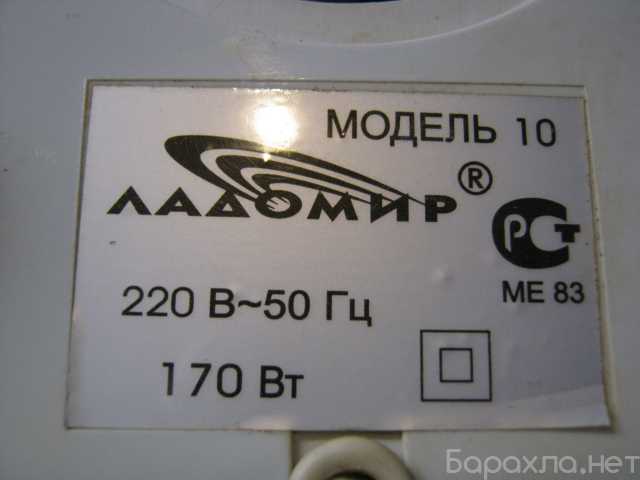 МОДЕЛЬ 10
ЛАДОМИР®
РСТ
МЕ 83
220 В~50 Гц
170 Вт
Барахла.нет